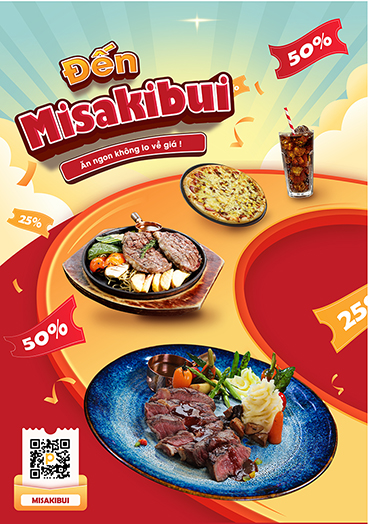 Đến
Misakibui
Ăn ngon không lo về giá !
50%
25%
50%
25%
MISAKIBUI